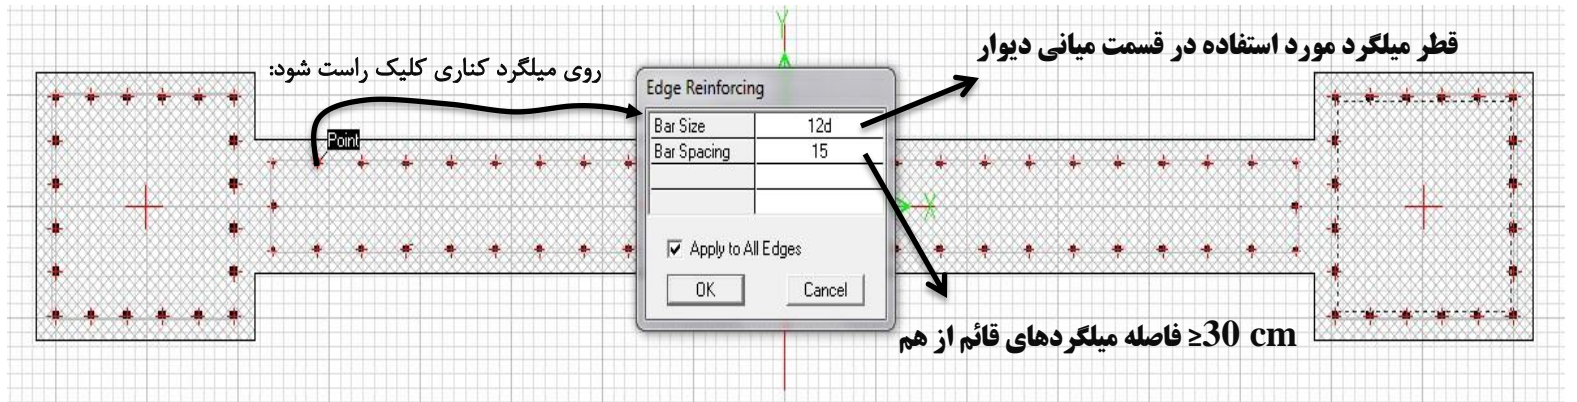 Y
قطر میلگرد مورد استفاده در قسمت میانی دیوار
روی میلگرد کناری کلیک راست شود:
Edge Reinforcing
Bar Size 12d
Bar Spacing 15
Point
X
Apply to All Edges
OK Cancel
فاصله میلگردهای قائم از هم ≤30 cm